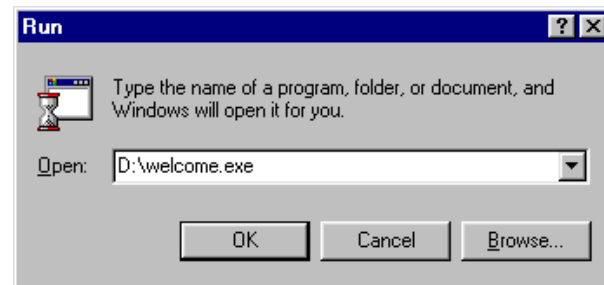 Run
Type the name of a program, folder, or document, and
Windows will open it for you.
Open: D:\welcome.exe
OK Cancel Browse...